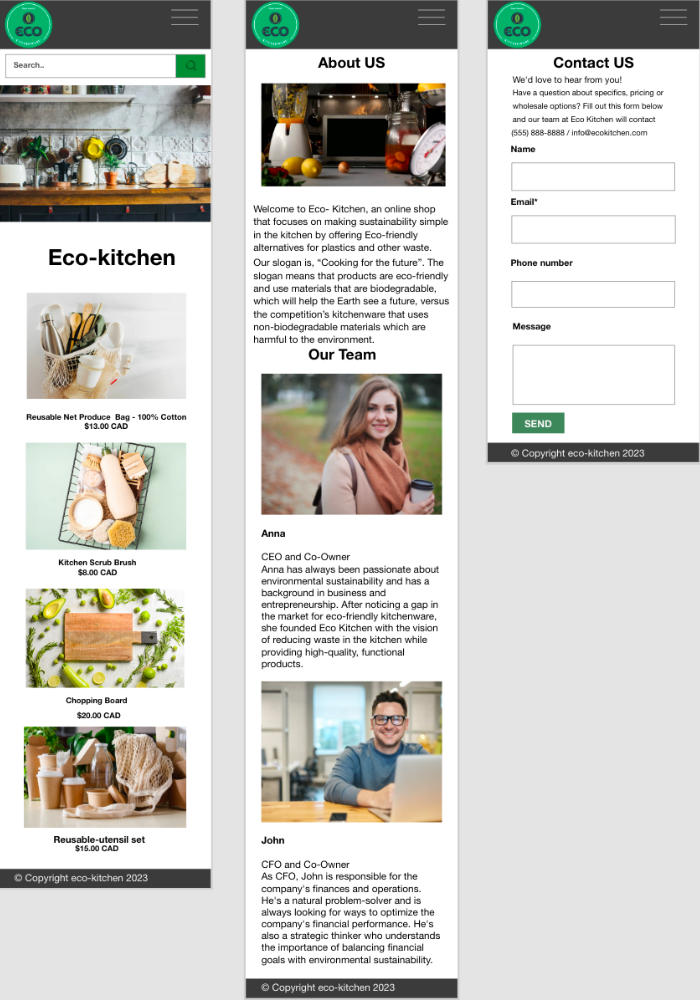 ECO
Search..
Eco-kitchen
Reusable Net Produce  Bag - 100% Cotton
$13.00 CAD
Kitchen Scrub Brush
$8.00 CAD
Chopping Board
$20.00 CAD
Reusable-utensil set
$15.00 CAD
© Copyright eco-kitchen 2023
ECO
About US
Welcome to Eco- Kitchen, an online shop
that focuses on making sustainability simple
in the kitchen by offering Eco-friendly
alternatives for plastics and other waste.
Our slogan is, “Cooking for the future”. The
slogan means that products are eco-friendly
and use materials that are biodegradable,
which will help the Earth see a future, versus
the competition’s kitchenware that uses
non-biodegradable materials which are
harmful to the environment.
Our Team
Anna
CEO and Co-Owner
Anna has always been passionate about
environmental sustainability and has a
background in business and
entrepreneurship. After noticing a gap in
the market for eco-friendly kitchenware,
she founded Eco Kitchen with the vision
of reducing waste in the kitchen while
providing high-quality, functional
products.
John
CFO and Co-Owner
As CFO, John is responsible for the
company's finances and operations.
He's a natural problem-solver and is
always looking for ways to optimize the
company's financial performance. He's
also a strategic thinker who understands
the importance of balancing financial
goals with environmental sustainability.
© Copyright eco-kitchen 2023
ECO
Contact US
We'd love to hear from you!
Have a question about specifics, pricing or
wholesale options? Fill out this form below
and our team at Eco Kitchen will contact
(555) 888-8888 / info@ecokitchen.com
Name
Email*
Phone number
Message
SEND
© Copyright eco-kitchen 2023